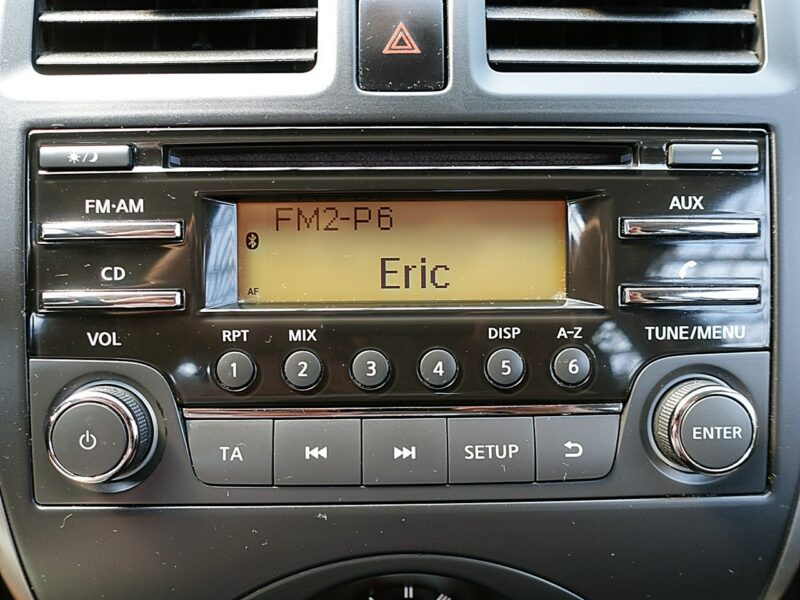 FM·AM
AUX
FM2-P6
CD
AF
Eric
VOL
RPT
MIX
DISP
A-Z
TUNE/MENU
1
2
3
4
5
6
TA
SETUP
ENTER